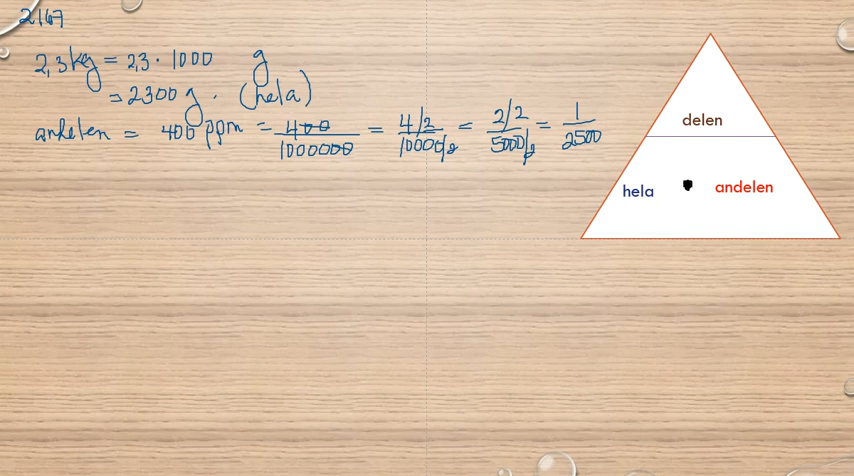 2167
2,3 kg = 2,3 · 1000 g
= 2300 g. (hela)
andelen = 400 ppm = 400/1000000 = 4/2 / 10000/2 = 2/2 / 5000/2 = 1/2500
delen
hela · andelen